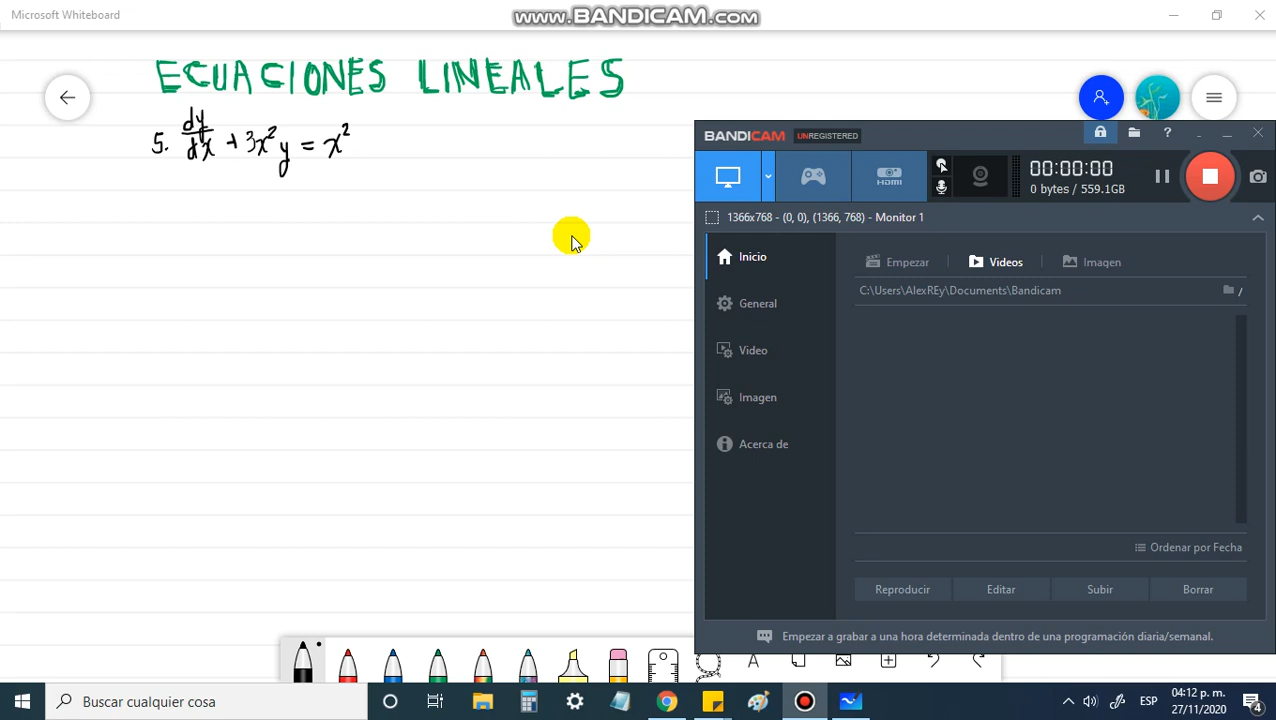 Microsoft Whiteboard
www.BANDICAM.com
ECUACIONES LINEALES
5. dy/dx + 3x²y = x²
BANDICAM UNREGISTERED
HDMI
00:00:00
0 bytes / 559.1GB
1366x768 - (0, 0), (1366, 768) - Monitor 1
Inicio
General
Video
Imagen
Acerca de
Empezar
Videos
Imagen
C:\Users\AlexREy\Documents\Bandicam
/
Ordenar por Fecha
Reproducir
Editar
Subir
Borrar
Empezar a grabar a una hora determinada dentro de una programación diaria/semanal.
A
Buscar cualquier cosa
ESP
04:12 p. m.
27/11/2020
4